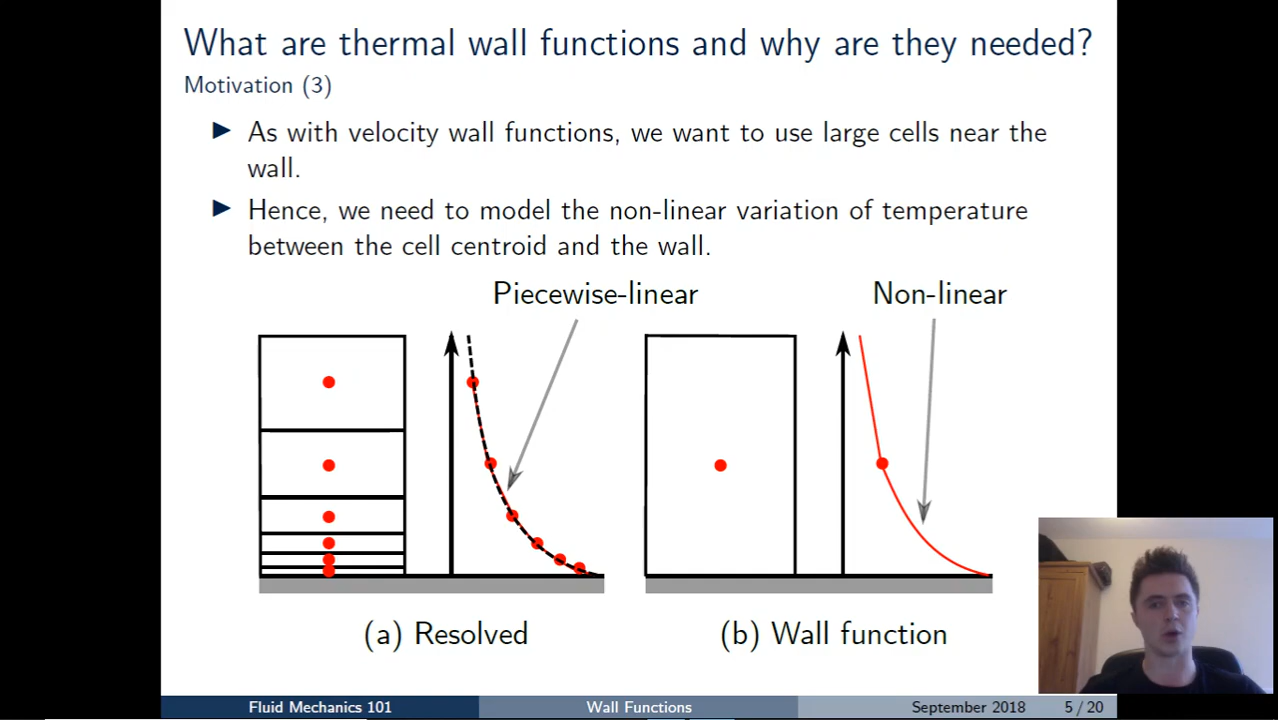 What are thermal wall functions and why are they needed?
Motivation (3)
As with velocity wall functions, we want to use large cells near the
wall.
Hence, we need to model the non-linear variation of temperature
between the cell centroid and the wall.
Piecewise-linear
Non-linear
(a) Resolved
(b) Wall function
Fluid Mechanics 101
Wall Functions
September 2018
5 / 20